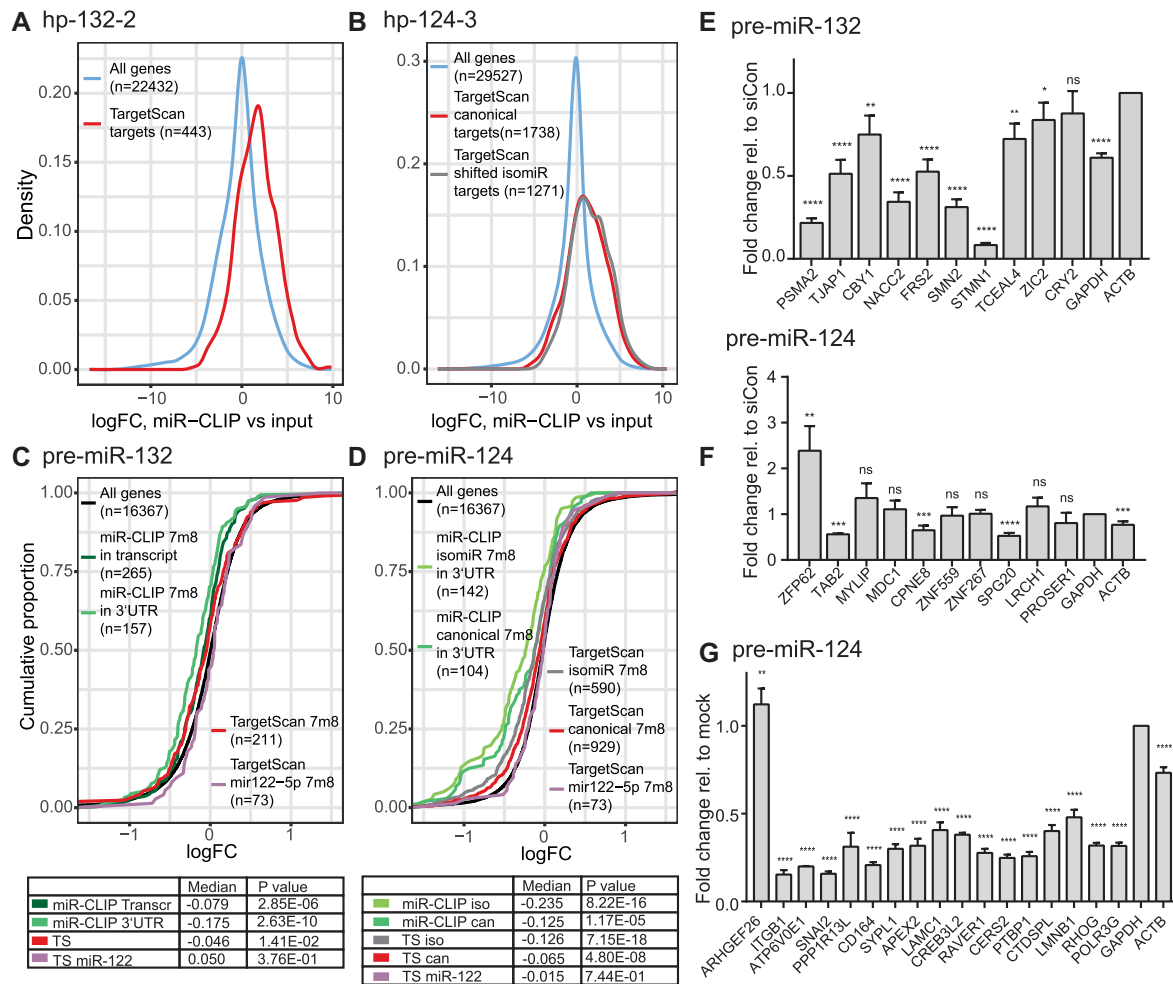 A hp-132-2
All genes
(n=22432)
TargetScan
targets (n=443)
0.20
0.15
0.10
0.05
0.00
Density
−10
0
10
logFC, miR−CLIP vs input
B hp-124-3
All genes
(n=29527)
TargetScan
canonical
targets(n=1738)
TargetScan
shifted isomiR
targets (n=1271)
0.3
0.2
0.1
0.0
−10
0
10
logFC, miR−CLIP vs input
C pre-miR-132
All genes
(n=16367)
miR-CLIP 7m8
in transcript
(n=265)
miR-CLIP 7m8
in 3'UTR
(n=157)
TargetScan 7m8
(n=211)
TargetScan
mir122−5p 7m8
(n=73)
1.00
0.75
0.50
0.25
0.00
Cumulative proportion
−1
0
1
logFC
Median P value
miR-CLIP Transcr -0.079 2.85E-06
miR-CLIP 3'UTR -0.175 2.63E-10
TS -0.046 1.41E-02
TS miR-122 0.050 3.76E-01
D pre-miR-124
All genes
(n=16367)
miR-CLIP
isomiR 7m8
in 3'UTR
(n=142)
miR-CLIP
canonical 7m8
in 3'UTR
(n=104)
TargetScan
isomiR 7m8
(n=590)
TargetScan
canonical 7m8
(n=929)
TargetScan
mir122−5p 7m8
(n=73)
1.00
0.75
0.50
0.25
0.00
−1
0
1
logFC
Median P value
miR-CLIP iso -0.235 8.22E-16
miR-CLIP can -0.125 1.17E-05
TS iso -0.126 7.15E-18
TS can -0.065 4.80E-08
TS miR-122 -0.015 7.44E-01
E pre-miR-132
Fold change rel. to siCon
1.0
0.5
0.0
**** **** ** **** **** **** **** ** * ns ****
PSMA2
TJAP1
CBY1
NACC2
FRS2
SMN2
STMN1
TCEAL4
ZIC2
CRY2
GAPDH
ACTB
F pre-miR-124
Fold change rel. to siCon
4
2
1
0
** *** ns ns *** ns ns **** ns ns ***
ZFP62
TAB2
MYLIP
MDC1
CPNE8
ZNF559
ZNF267
SPG20
LRCH1
PROSER1
GAPDH
ACTB
G pre-miR-124
Fold change rel. to mock
1.0
0.5
0.0
** **** **** **** **** **** **** **** **** **** **** **** **** **** **** **** **** ****
ARHGEF26
ITGB1
ATP6V0E1
SNAI2
PPP1R13L
CD164
SYPL1
APEX2
LAMC1
CREB3L2
RAVER1
CERS2
PTBP1
CTDSPL
LMNB1
RHOG
POLR3G
GAPDH
ACTB